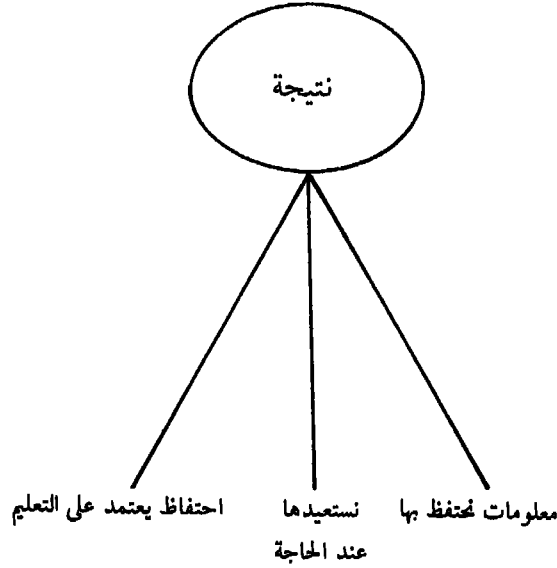 نتيجة
معلومات نحتفظ بها
نستعيدها
عند الحاجة
احتفاظ يعتمد على التعليم